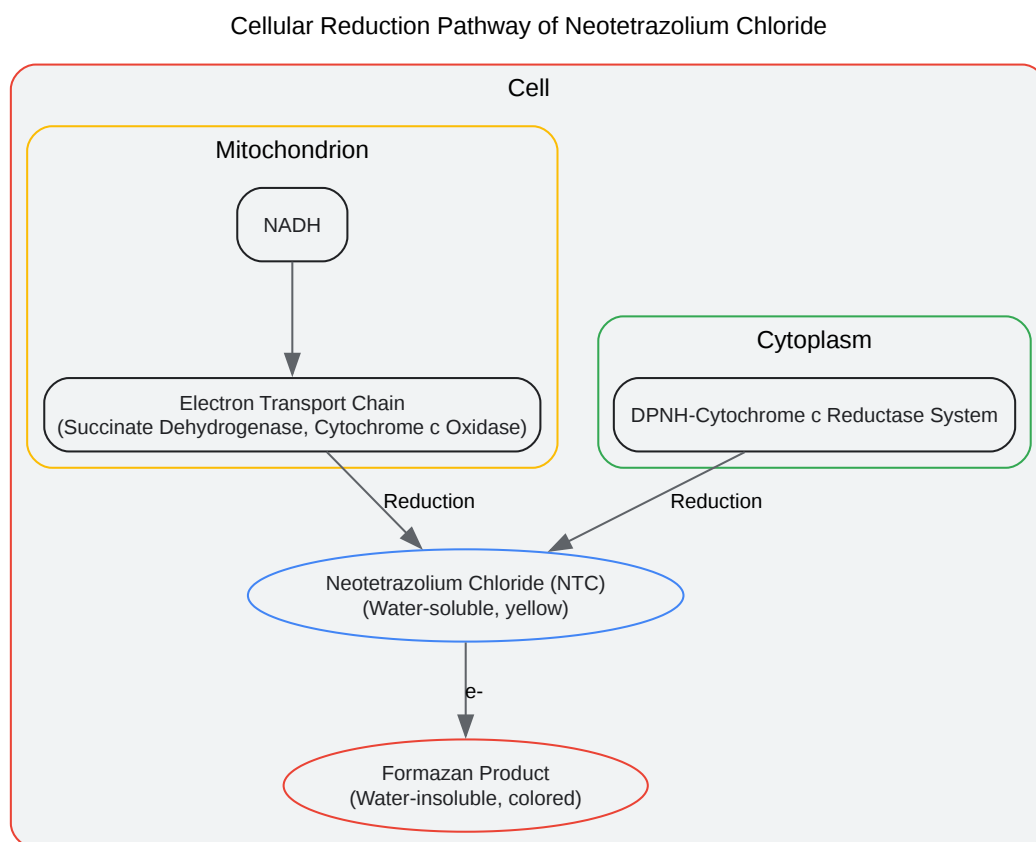 Cellular Reduction Pathway of Neotetrazolium Chloride
Cell
Mitochondrion
NADH
Cytoplasm
Electron Transport Chain
(Succinate Dehydrogenase, Cytochrome c Oxidase)
DPNH-Cytochrome c Reductase System
Reduction
Reduction
Neotetrazolium Chloride (NTC)
(Water-soluble, yellow)
e-
Formazan Product
(Water-insoluble, colored)